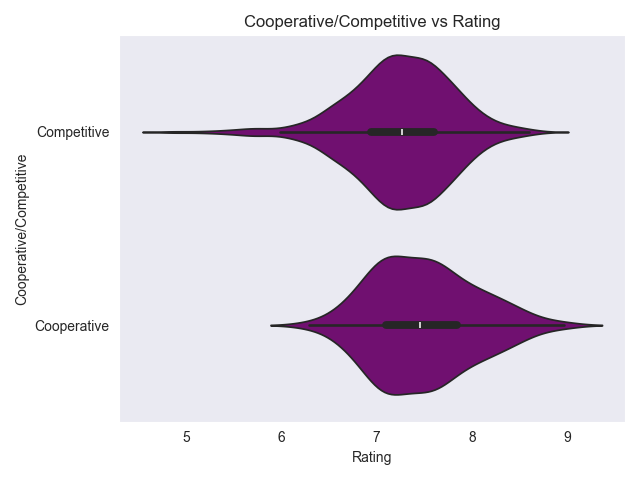 Cooperative/Competitive vs Rating
Cooperative/Competitive
Competitive
Cooperative
5 6 7 8 9
Rating